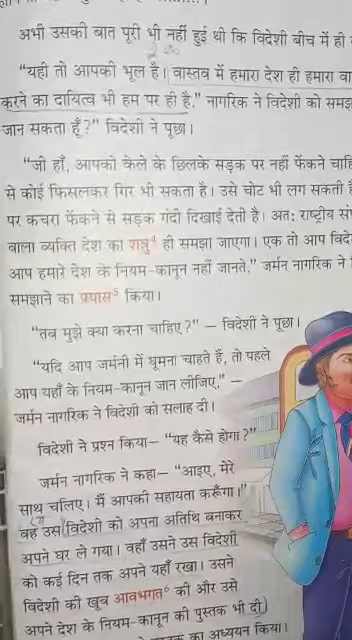 अभी उसकी बात पूरी भी नहीं हुई थी कि विदेशी बीच में ही
“यही तो आपकी भूल है। वास्तव में हमारा देश ही हमारा
करने का दायित्व भी हम पर ही है,” नागरिक ने विदेशी को
जान सकता हूँ?” विदेशी ने पूछा।
“जी हाँ, आपको केले के छिलके सड़क पर नहीं फेंकने
से कोई फिसलकर गिर भी सकता है। उसे चोट भी लग सकती
पर कचरा फेंकने से सड़क गंदी दिखाई देती है। अतः राष्ट्रीय
वाला व्यक्ति देश का शत्रु⁴ ही समझा जाएगा। एक तो आप
आप हमारे देश के नियम-कानून नहीं जानते,” जर्मन नागरिक ने
समझाने का प्रयास⁵ किया।
“तब मुझे क्या करना चाहिए?” – विदेशी ने पूछा।
“यदि आप जर्मनी में घूमना चाहते हैं, तो पहले
आप यहाँ के नियम-कानून जान लीजिए,” –
जर्मन नागरिक ने विदेशी को सलाह दी।
विदेशी ने प्रश्न किया– “यह कैसे होगा?”
जर्मन नागरिक ने कहा– “आइए, मेरे
साथ चलिए। मैं आपकी सहायता करूँगा।”
वह उस विदेशी को अपना अतिथि बनाकर
अपने घर ले गया। वहाँ उसने उस विदेशी
को कई दिन तक अपने यहाँ रखा। उसने
विदेशी की खूब आवभगत⁶ की और उसे
अपने देश के नियम-कानून की पुस्तक भी दी।
का अध्ययन किया।